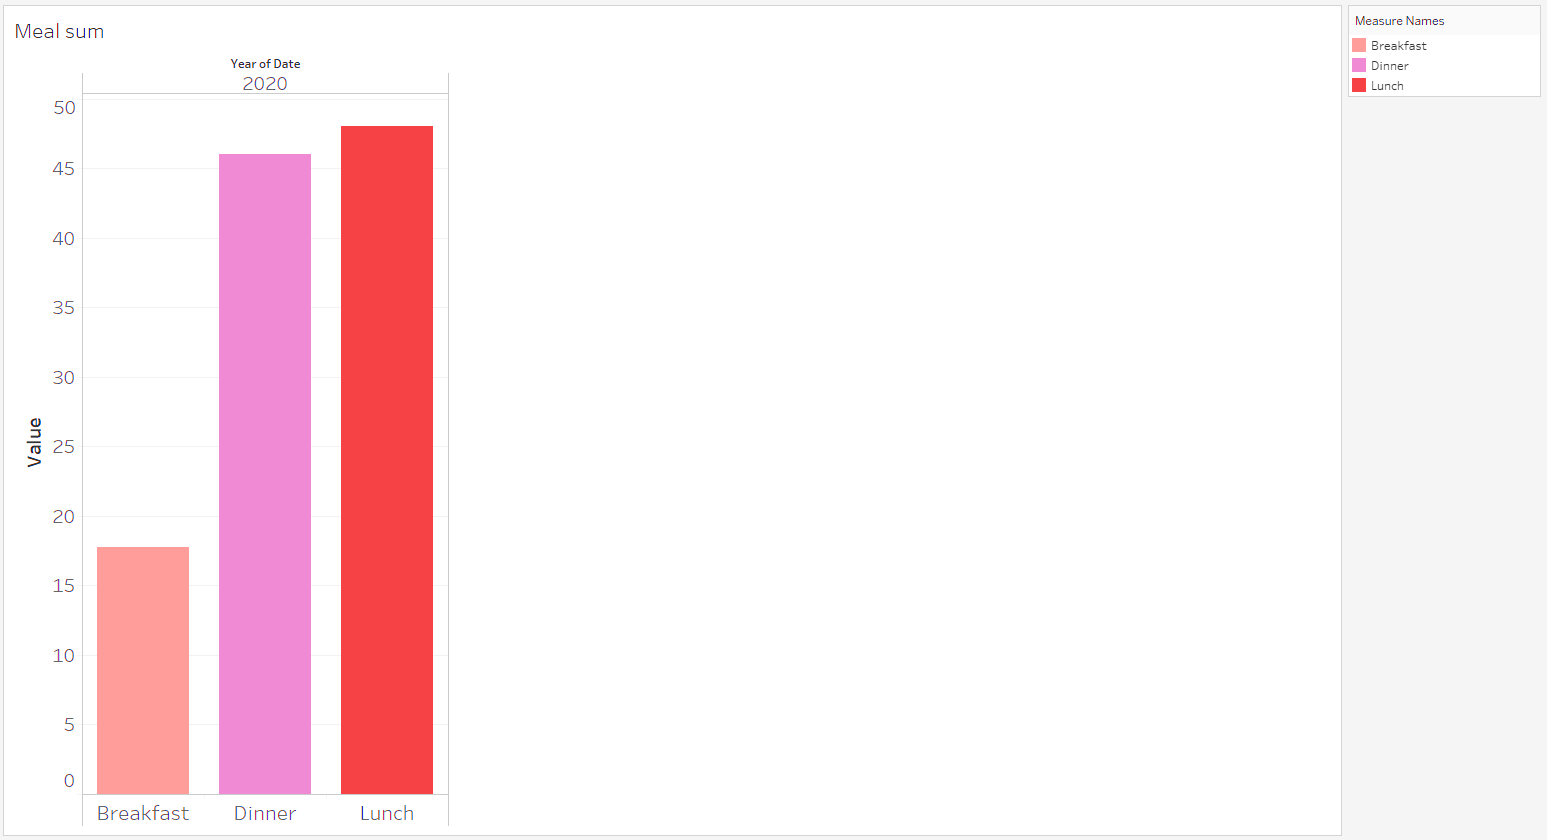 Meal sum
Year of Date
2020
50
45
40
35
30
25
20
15
10
5
0
Value
Breakfast Dinner Lunch
Measure Names
Breakfast
Dinner
Lunch